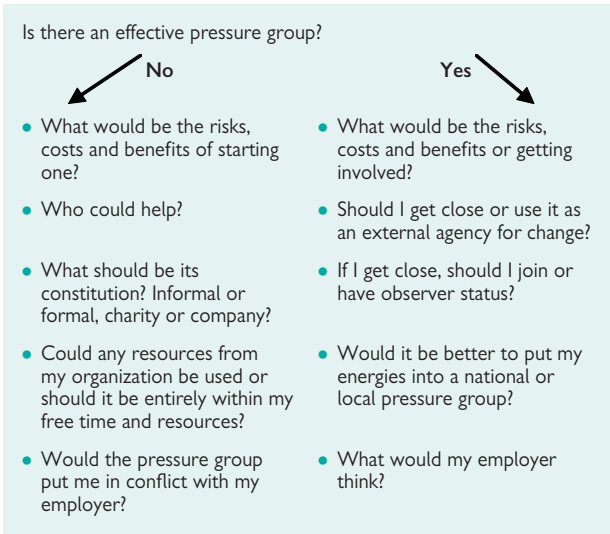 Is there an effective pressure group?
No
Yes
• What would be the risks,
costs and benefits of starting
one?
• Who could help?
• What should be its
constitution? Informal or
formal, charity or company?
• Could any resources from
my organization be used or
should it be entirely within my
free time and resources?
• Would the pressure group
put me in conflict with my
employer?
• What would be the risks,
costs and benefits or getting
involved?
• Should I get close or use it as
an external agency for change?
• If I get close, should I join or
have observer status?
• Would it be better to put my
energies into a national or
local pressure group?
• What would my employer
think?